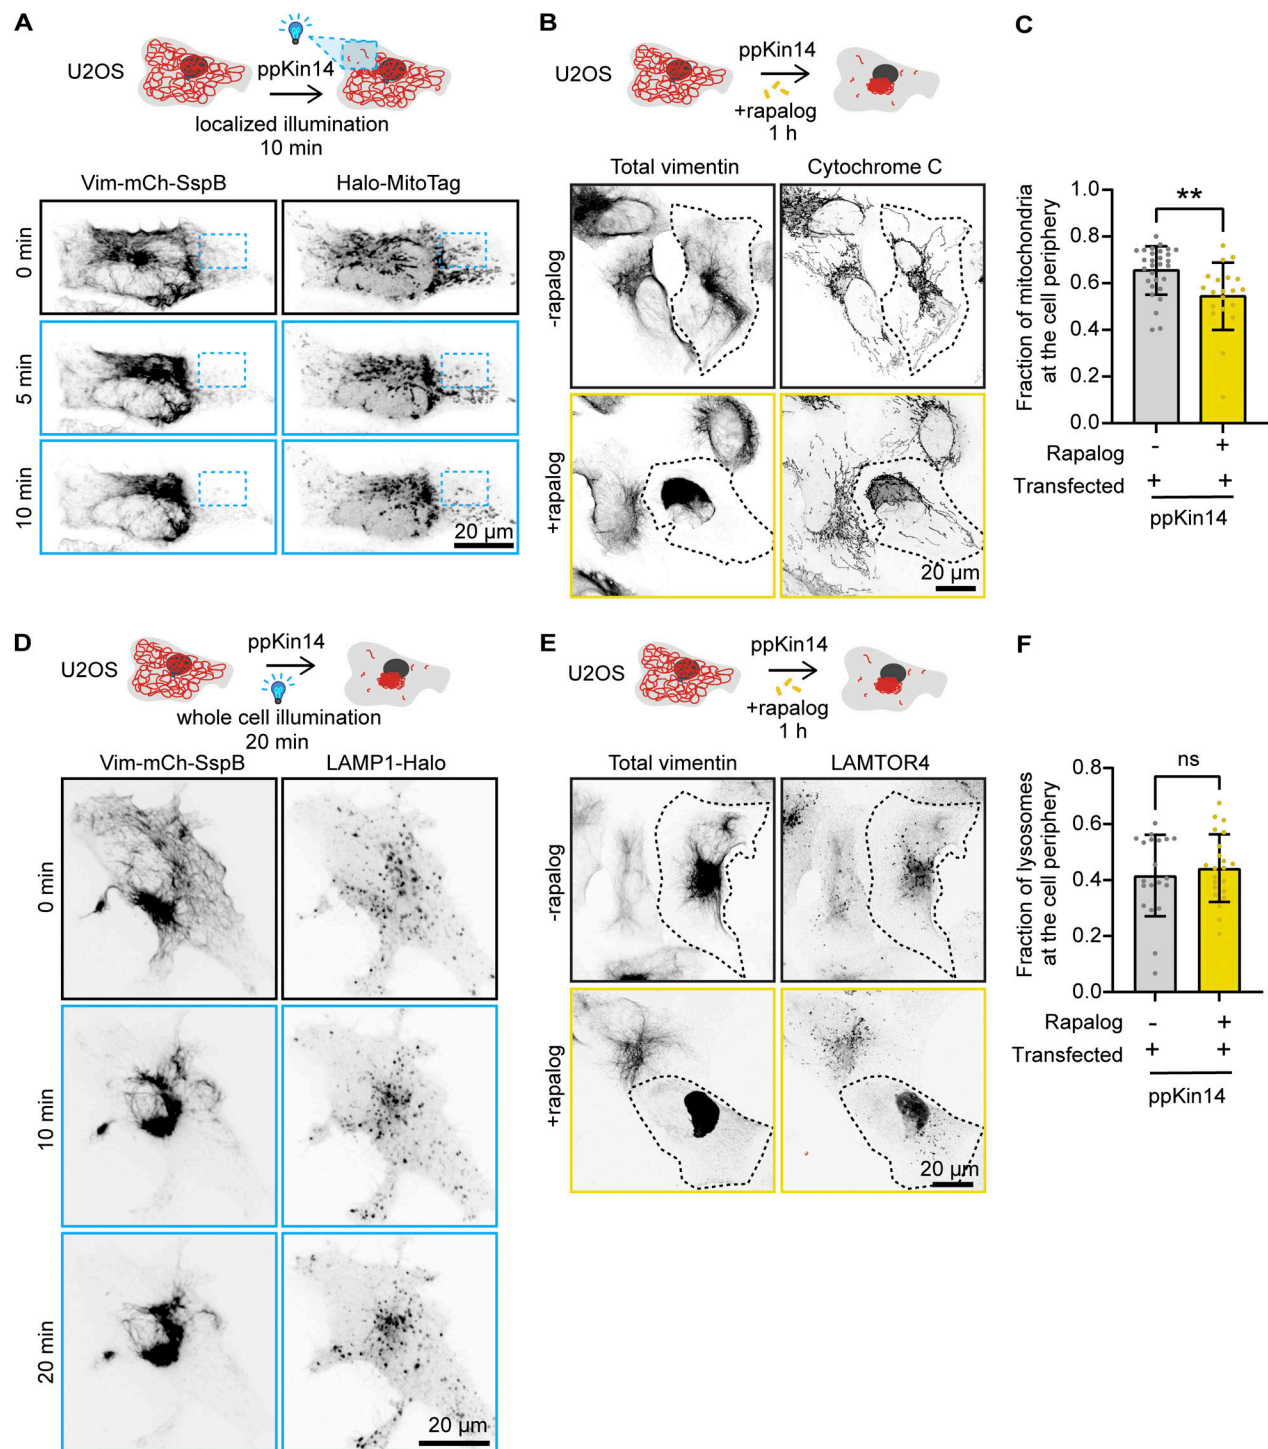 A
U2OS
ppKin14
localized illumination
10 min
Vim-mCh-SspB
Halo-MitoTag
0 min
5 min
10 min
20 µm
B
U2OS
ppKin14
+rapalog
1 h
Total vimentin
Cytochrome C
-rapalog
+rapalog
20 µm
C
Fraction of mitochondria
at the cell periphery
1.0
0.8
0.6
0.4
0.2
0.0
**
Rapalog - +
Transfected + +
ppKin14
D
U2OS
ppKin14
whole cell illumination
20 min
Vim-mCh-SspB
LAMP1-Halo
0 min
10 min
20 min
20 µm
E
U2OS
ppKin14
+rapalog
1 h
Total vimentin
LAMTOR4
-rapalog
+rapalog
20 µm
F
Fraction of lysosomes
at the cell periphery
0.8
0.6
0.4
0.2
0.0
ns
Rapalog - +
Transfected + +
ppKin14